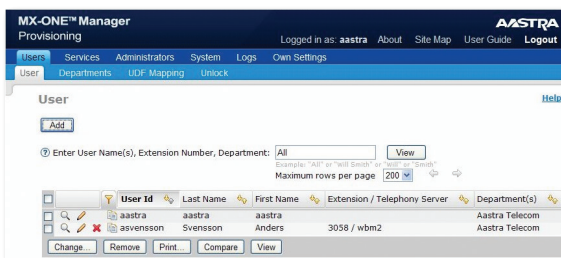 MX-ONE™ Manager
AASTRA
Provisioning
Logged in as: aastra About Site Map User Guide Logout
Users Services Administrators System Logs Own Settings
User Departments UDF Mapping Unlock
User
Help
Add
Enter User Name(s), Extension Number, Department: All View
Example: "All" or "Will Smith" or "Will" or "Smith"
Maximum rows per page 200
User Id Last Name First Name Extension / Telephony Server Department(s)
aastra aastra aastra Aastra Telecom
asvensson Svensson Anders 3058 / wbm2 Aastra Telecom
Change... Remove Print... Compare View